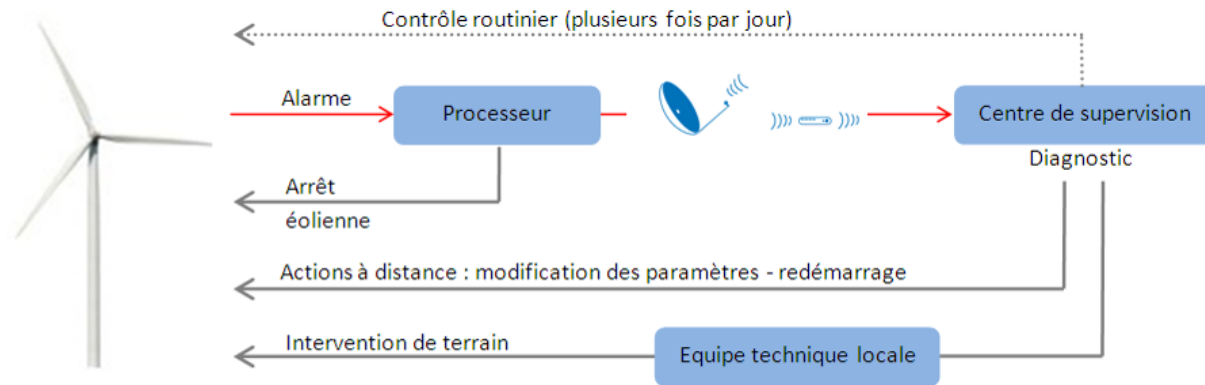 Contrôle routinier (plusieurs fois par jour)
Alarme
Processeur
Centre de supervision
Diagnostic
Arrêt
éolienne
Actions à distance : modification des paramètres - redémarrage
Intervention de terrain
Equipe technique locale